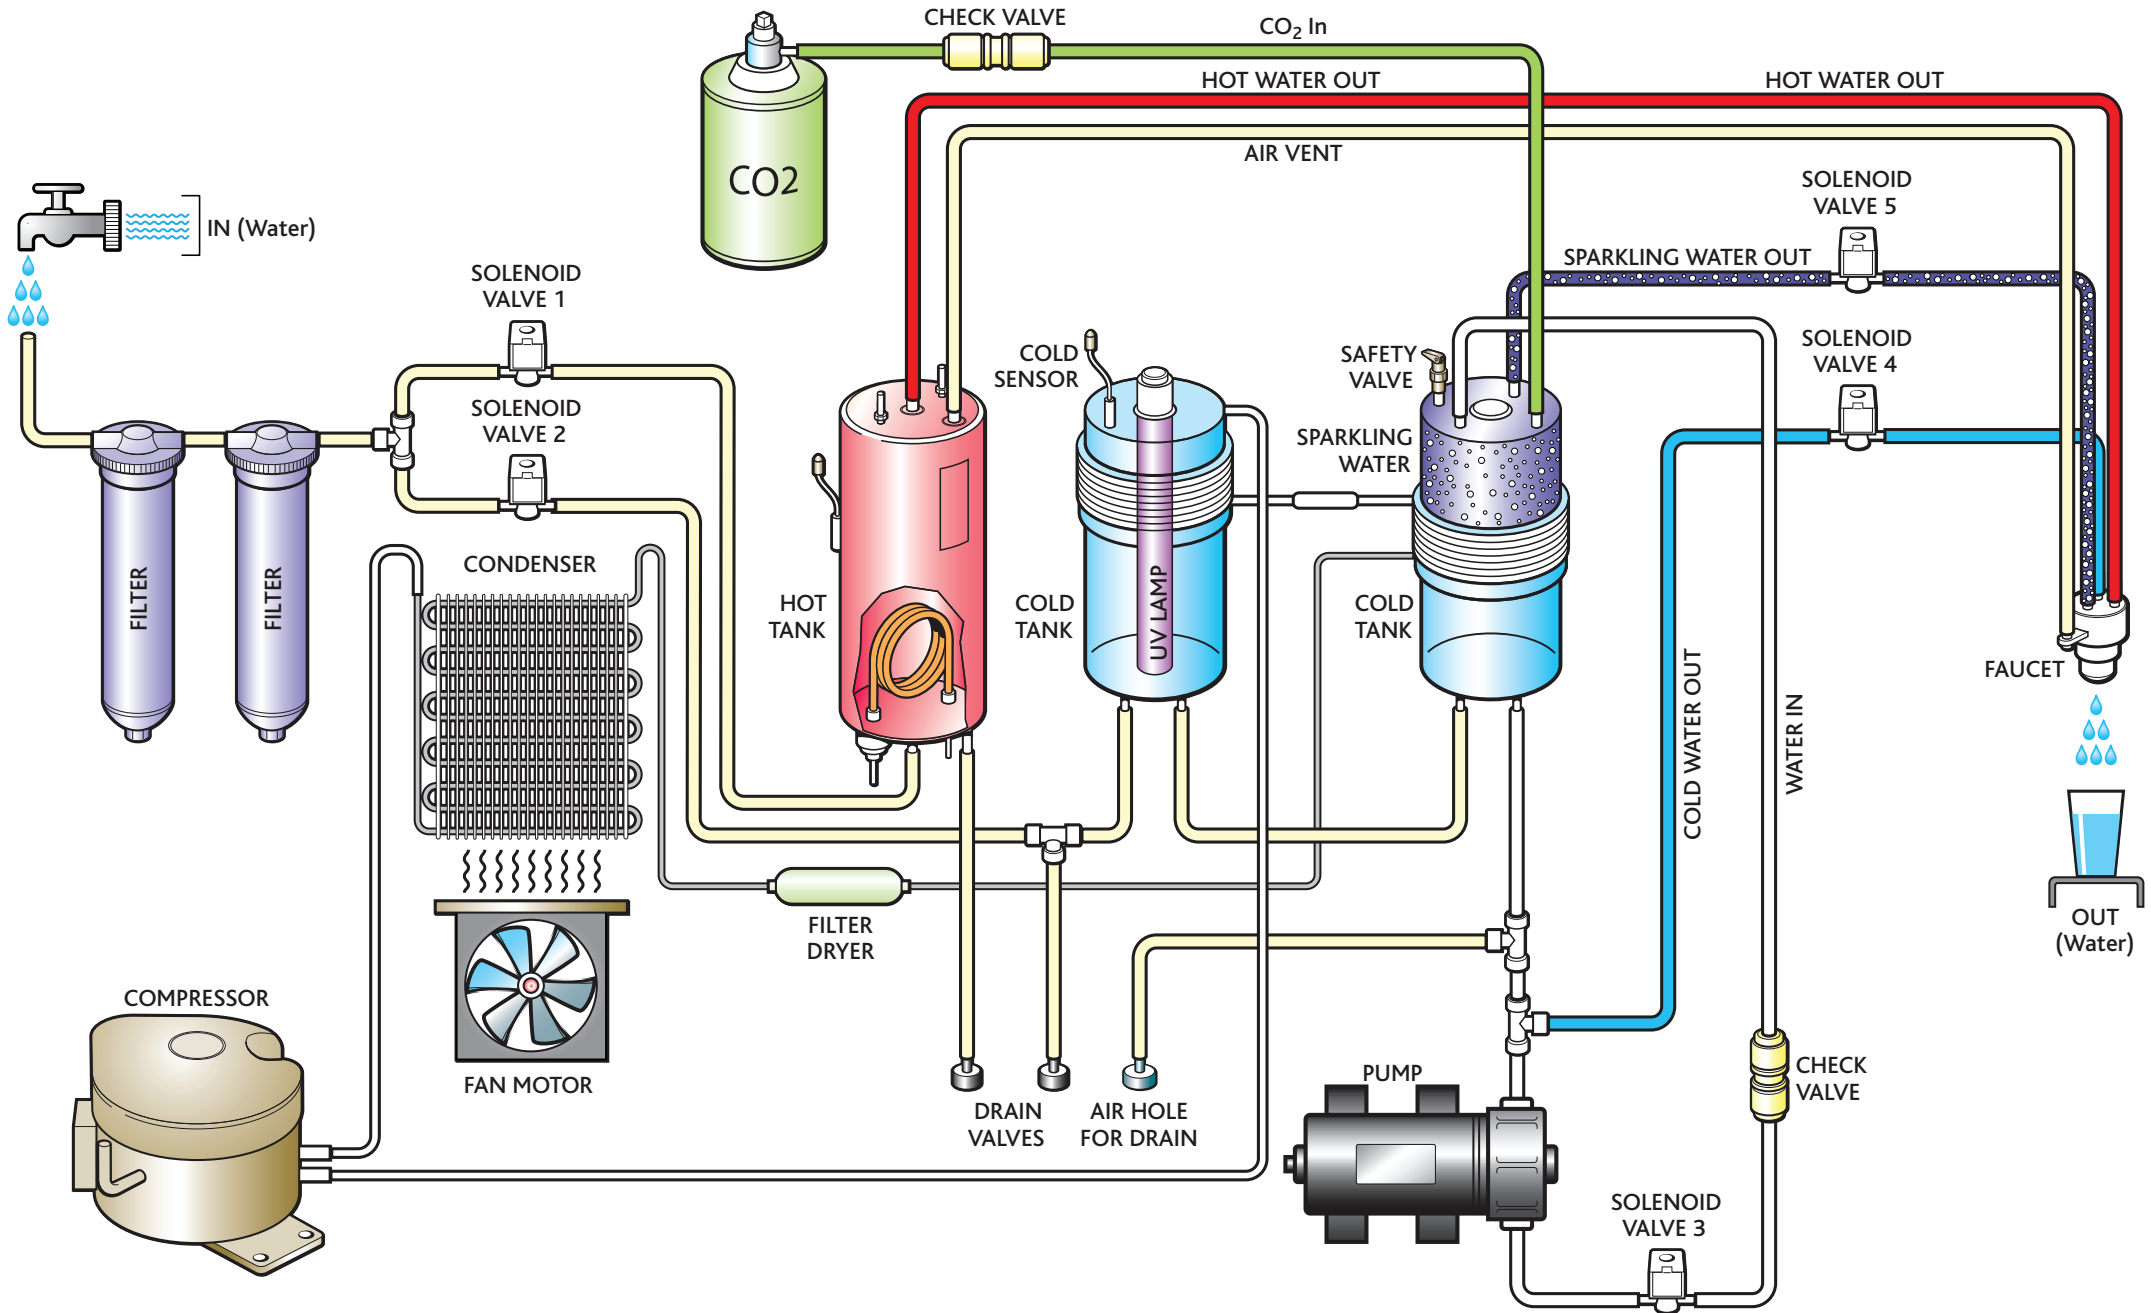 CHECK VALVE
CO₂ In
HOT WATER OUT
HOT WATER OUT
AIR VENT
CO2
SOLENOID
VALVE 5
IN (Water)
SPARKLING WATER OUT
SOLENOID
VALVE 1
SOLENOID
VALVE 4
COLD
SENSOR
SAFETY
VALVE
SOLENOID
VALVE 2
SPARKLING
WATER
FILTER
FILTER
CONDENSER
HOT
TANK
COLD
TANK
UV LAMP
COLD
TANK
FAUCET
COLD WATER OUT
WATER IN
FILTER
DRYER
OUT
(Water)
COMPRESSOR
FAN MOTOR
DRAIN
VALVES
AIR HOLE
FOR DRAIN
PUMP
CHECK
VALVE
SOLENOID
VALVE 3